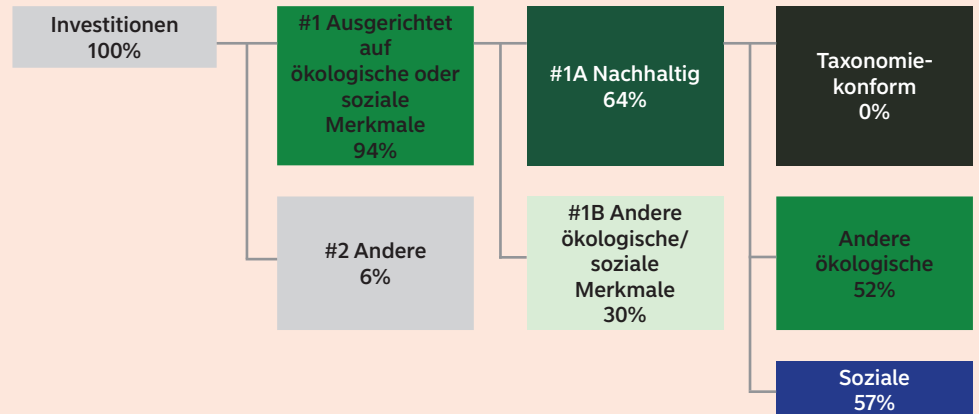 Investitionen
100%
#1 Ausgerichtet
auf
ökologische oder
soziale
Merkmale
94%
#1A Nachhaltig
64%
Taxonomie-
konform
0%
#2 Andere
6%
#1B Andere
ökologische/
soziale
Merkmale
30%
Andere
ökologische
52%
Soziale
57%